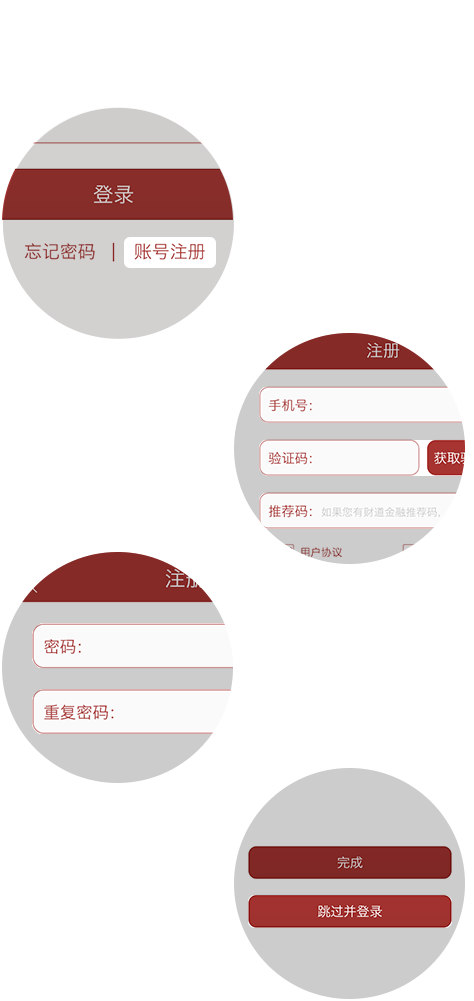 登录
忘记密码 | 账号注册
注册
手机号：
验证码： 获取
推荐码： 如果您有财道金融推荐码,
用户协议
注册
密码：
重复密码：
完成
跳过并登录